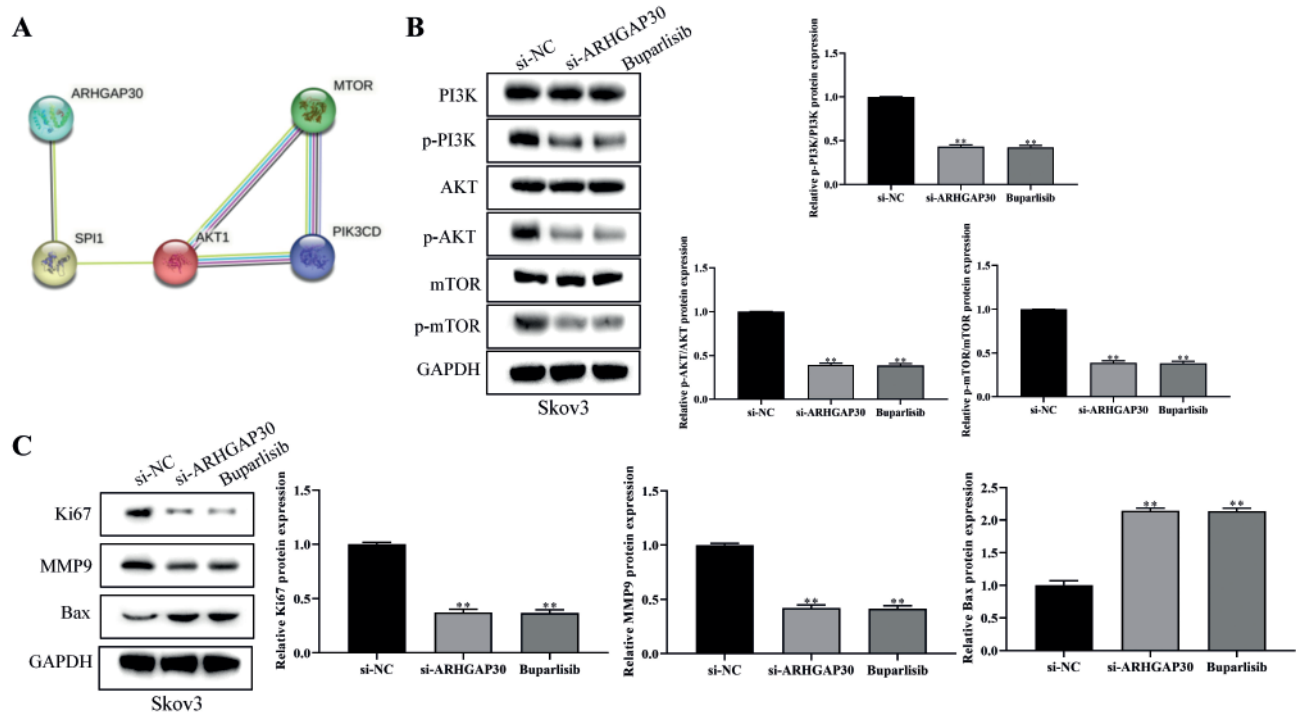 A
ARHGAP30
MTOR
SPI1
AKT1
PIK3CD
B
si-NC
si-ARHGAP30
Buparlisib
PI3K
p-PI3K
AKT
p-AKT
mTOR
p-mTOR
GAPDH
Skov3
Relative p-PI3K/PI3K protein expression
1.5
1.0
0.5
0.0
** **
si-NC si-ARHGAP30 Buparlisib
Relative p-AKT/AKT protein expression
1.5
1.0
0.5
0.0
** **
si-NC si-ARHGAP30 Buparlisib
Relative p-mTOR/mTOR protein expression
1.5
1.0
0.5
0.0
** **
si-NC si-ARHGAP30 Buparlisib
C
si-NC
si-ARHGAP30
Buparlisib
Ki67
MMP9
Bax
GAPDH
Skov3
Relative Ki67 protein expression
1.5
1.0
0.5
0.0
** **
si-NC si-ARHGAP30 Buparlisib
Relative MMP9 protein expression
1.5
1.0
0.5
0.0
** **
si-NC si-ARHGAP30 Buparlisib
Relative Bax protein expression
2.5
2.0
1.5
1.0
0.5
0.0
** **
si-NC si-ARHGAP30 Buparlisib